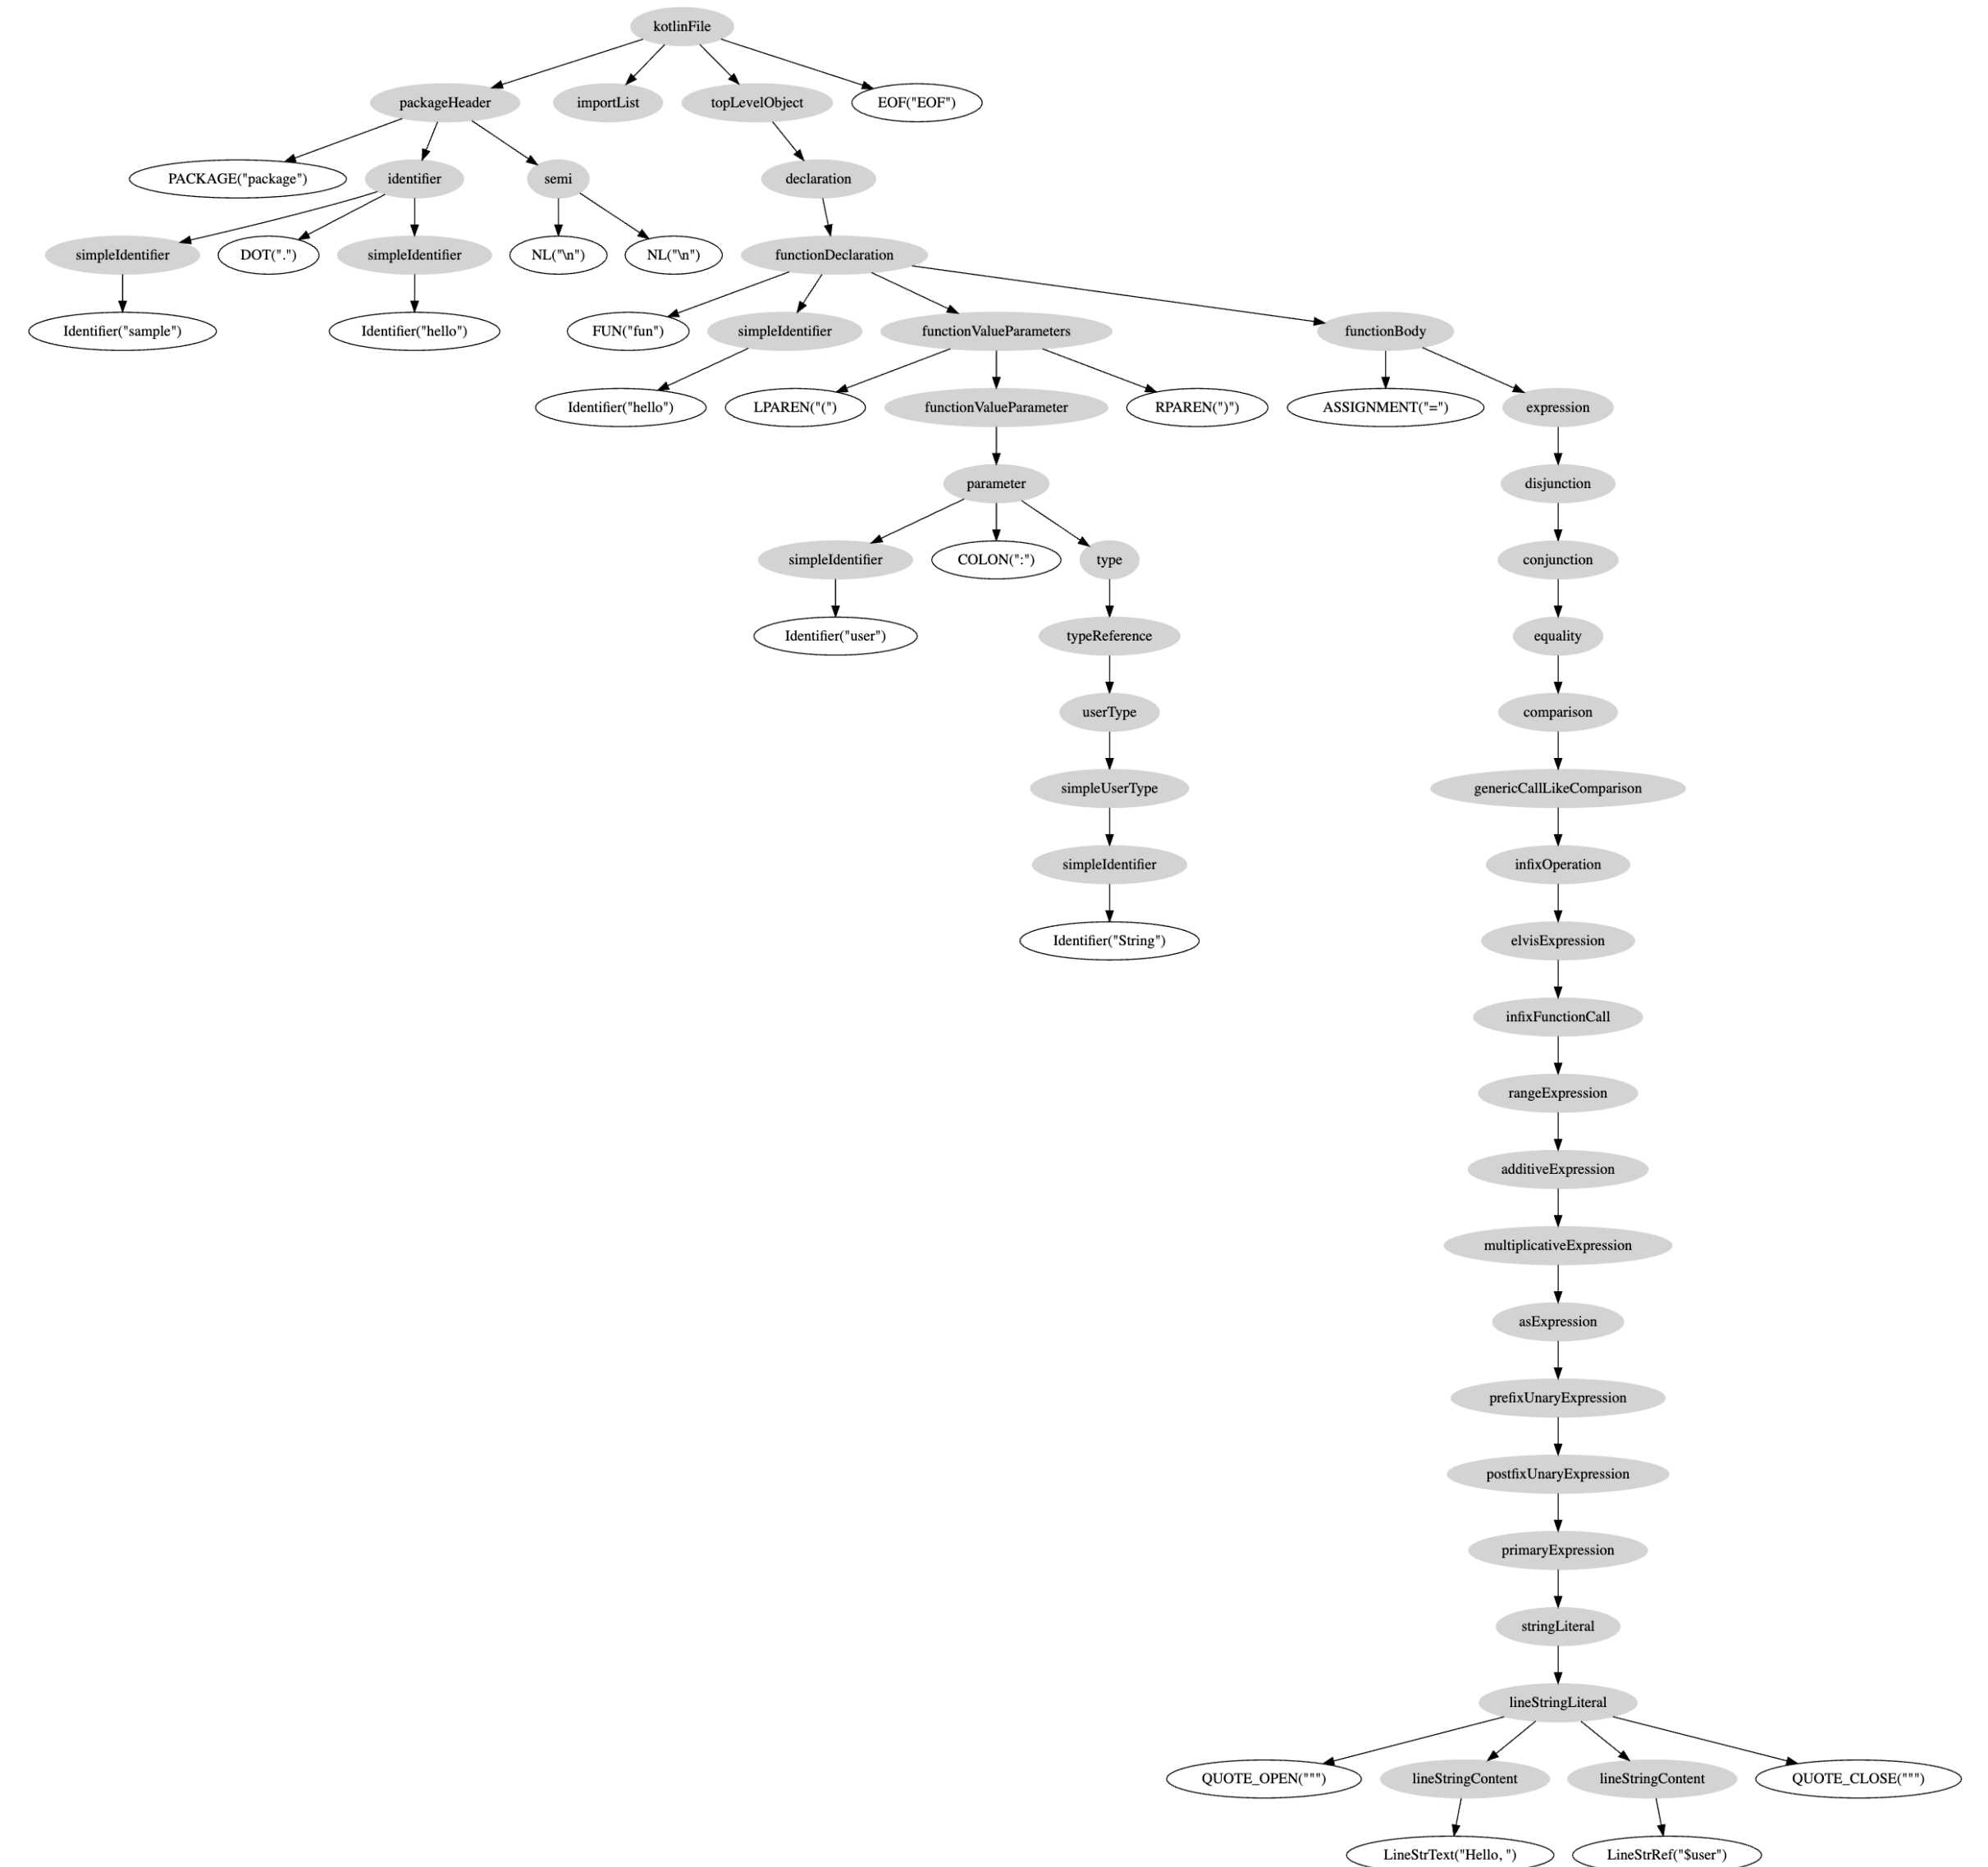 kotlinFile
packageHeader importList topLevelObject EOF("EOF")
PACKAGE("package") identifier semi declaration
simpleIdentifier DOT(".") simpleIdentifier NL("\n") NL("\n") functionDeclaration
Identifier("sample") Identifier("hello") FUN("fun") simpleIdentifier functionValueParameters functionBody
Identifier("hello") LPAREN("(") functionValueParameter RPAREN(")") ASSIGNMENT("=") expression
parameter disjunction
simpleIdentifier COLON(":") type conjunction
Identifier("user") typeReference equality
userType comparison
simpleUserType genericCallLikeComparison
simpleIdentifier infixOperation
Identifier("String") elvisExpression
infixFunctionCall
rangeExpression
additiveExpression
multiplicativeExpression
asExpression
prefixUnaryExpression
postfixUnaryExpression
primaryExpression
stringLiteral
lineStringLiteral
QUOTE_OPEN(""") lineStringContent lineStringContent QUOTE_CLOSE(""")
LineStrText("Hello, ") LineStrRef("$user")